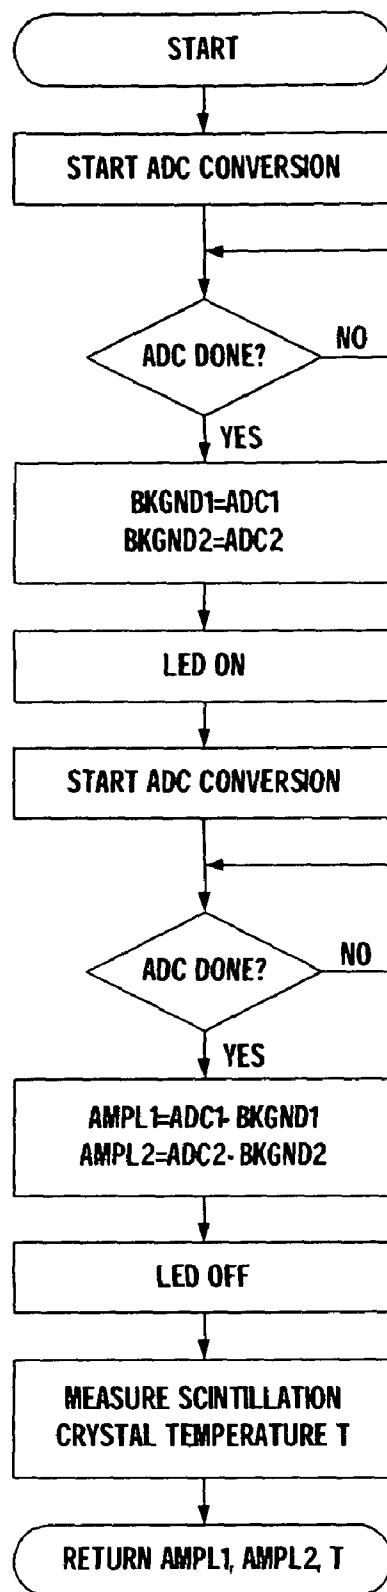 START
START ADC CONVERSION
ADC DONE?
NO
YES
BKGND1=ADC1
BKGND2=ADC2
LED ON
START ADC CONVERSION
ADC DONE?
NO
YES
AMPL1=ADC1-BKGND1
AMPL2=ADC2-BKGND2
LED OFF
MEASURE SCINTILLATION
CRYSTAL TEMPERATURE T
RETURN AMPL1, AMPL2, T